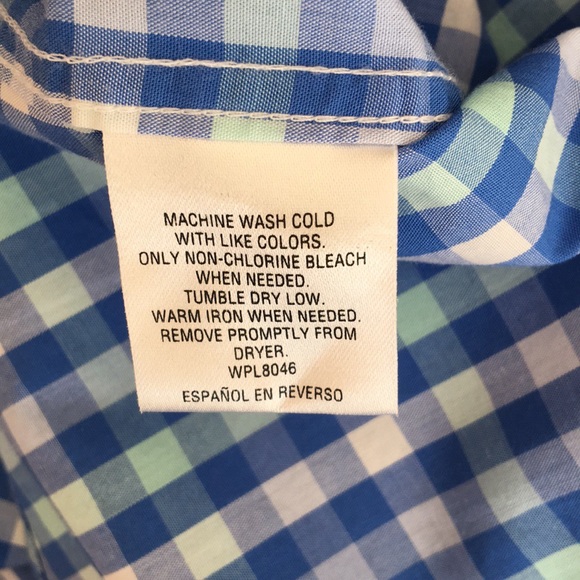 MACHINE WASH COLD
WITH LIKE COLORS.
ONLY NON-CHLORINE BLEACH
WHEN NEEDED.
TUMBLE DRY LOW.
WARM IRON WHEN NEEDED.
REMOVE PROMPTLY FROM
DRYER.
WPL8046
ESPAÑOL EN REVERSO